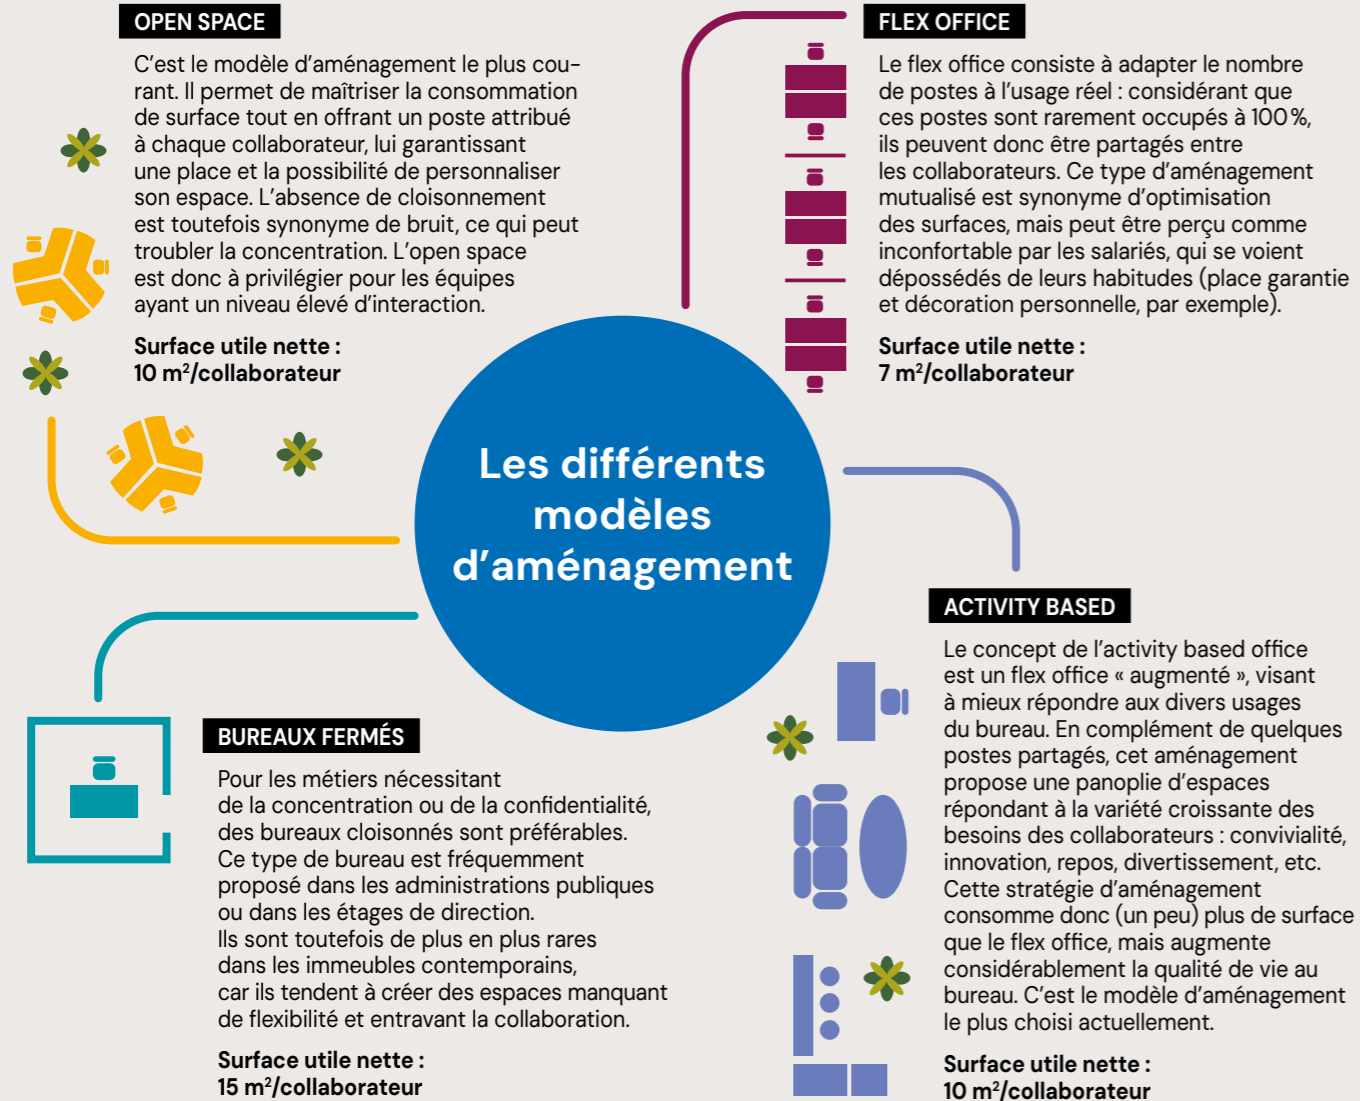 OPEN SPACE
C’est le modèle d’aménagement le plus cou-
rant. Il permet de maîtriser la consommation
de surface tout en offrant un poste attribué
à chaque collaborateur, lui garantissant
une place et la possibilité de personnaliser
son espace. L’absence de cloisonnement
est toutefois synonyme de bruit, ce qui peut
troubler la concentration. L’open space
est donc à privilégier pour les équipes
ayant un niveau élevé d’interaction.
Surface utile nette :
10 m²/collaborateur
FLEX OFFICE
Le flex office consiste à adapter le nombre
de postes à l’usage réel : considérant que
ces postes sont rarement occupés à 100 %,
ils peuvent donc être partagés entre
les collaborateurs. Ce type d’aménagement
mutualisé est synonyme d’optimisation
des surfaces, mais peut être perçu comme
inconfortable par les salariés, qui se voient
dépossédés de leurs habitudes (place garantie
et décoration personnelle, par exemple).
Surface utile nette :
7 m²/collaborateur
Les différents
modèles
d’aménagement
BUREAUX FERMÉS
Pour les métiers nécessitant
de la concentration ou de la confidentialité,
des bureaux cloisonnés sont préférables.
Ce type de bureau est fréquemment
proposé dans les administrations publiques
ou dans les étages de direction.
Ils sont toutefois de plus en plus rares
dans les immeubles contemporains,
car ils tendent à créer des espaces manquant
de flexibilité et entravant la collaboration.
Surface utile nette :
15 m²/collaborateur
ACTIVITY BASED
Le concept de l’activity based office
est un flex office « augmenté », visant
à mieux répondre aux divers usages
du bureau. En complément de quelques
postes partagés, cet aménagement
propose une panoplie d’espaces
répondant à la variété croissante des
besoins des collaborateurs : convivialité,
innovation, repos, divertissement, etc.
Cette stratégie d’aménagement
consomme donc (un peu) plus de surface
que le flex office, mais augmente
considérablement la qualité de vie au
bureau. C’est le modèle d’aménagement
le plus choisi actuellement.
Surface utile nette :
10 m²/collaborateur